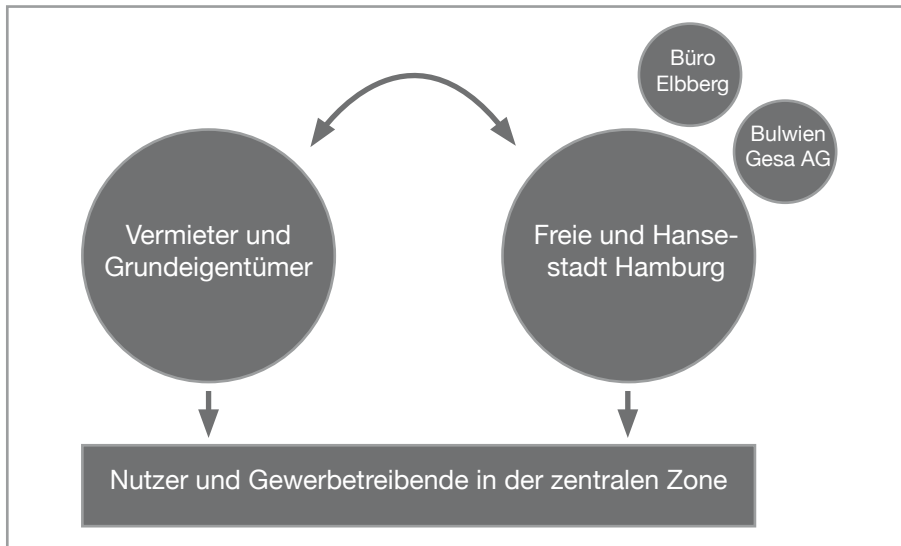 Büro
Elbberg
Bulwien
Gesa AG
Vermieter und
Grundeigentümer
Freie und Hanse-
stadt Hamburg
Nutzer und Gewerbetreibende in der zentralen Zone